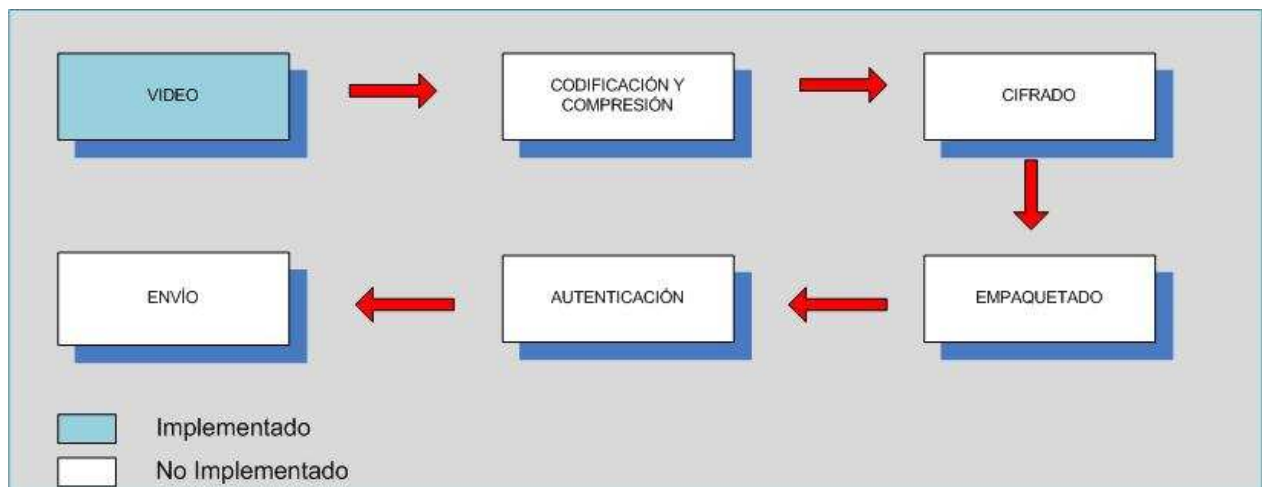 VIDEO
CODIFICACIÓN Y
COMPRESIÓN
CIFRADO
ENVÍO
AUTENTICACIÓN
EMPAQUETADO
Implementado
No Implementado